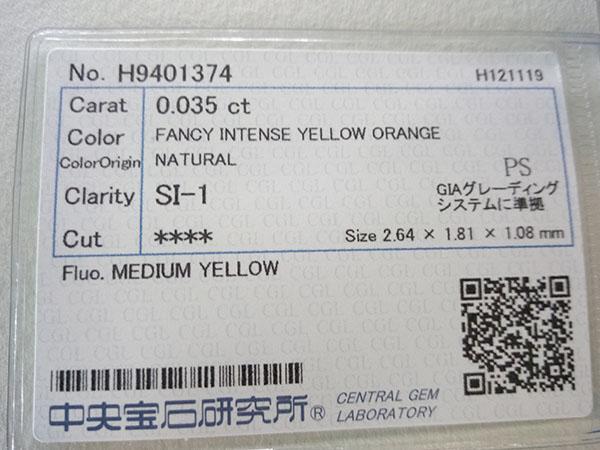 No. H9401374 H121119
Carat 0.035 ct
Color FANCY INTENSE YELLOW ORANGE
ColorOrigin NATURAL
PS
Clarity SI-1 GIAグレーディング
システムに準拠
Cut **** Size 2.64 × 1.81 × 1.08 mm
Fluo. MEDIUM YELLOW
中央宝石研究所® CENTRAL GEM
LABORATORY